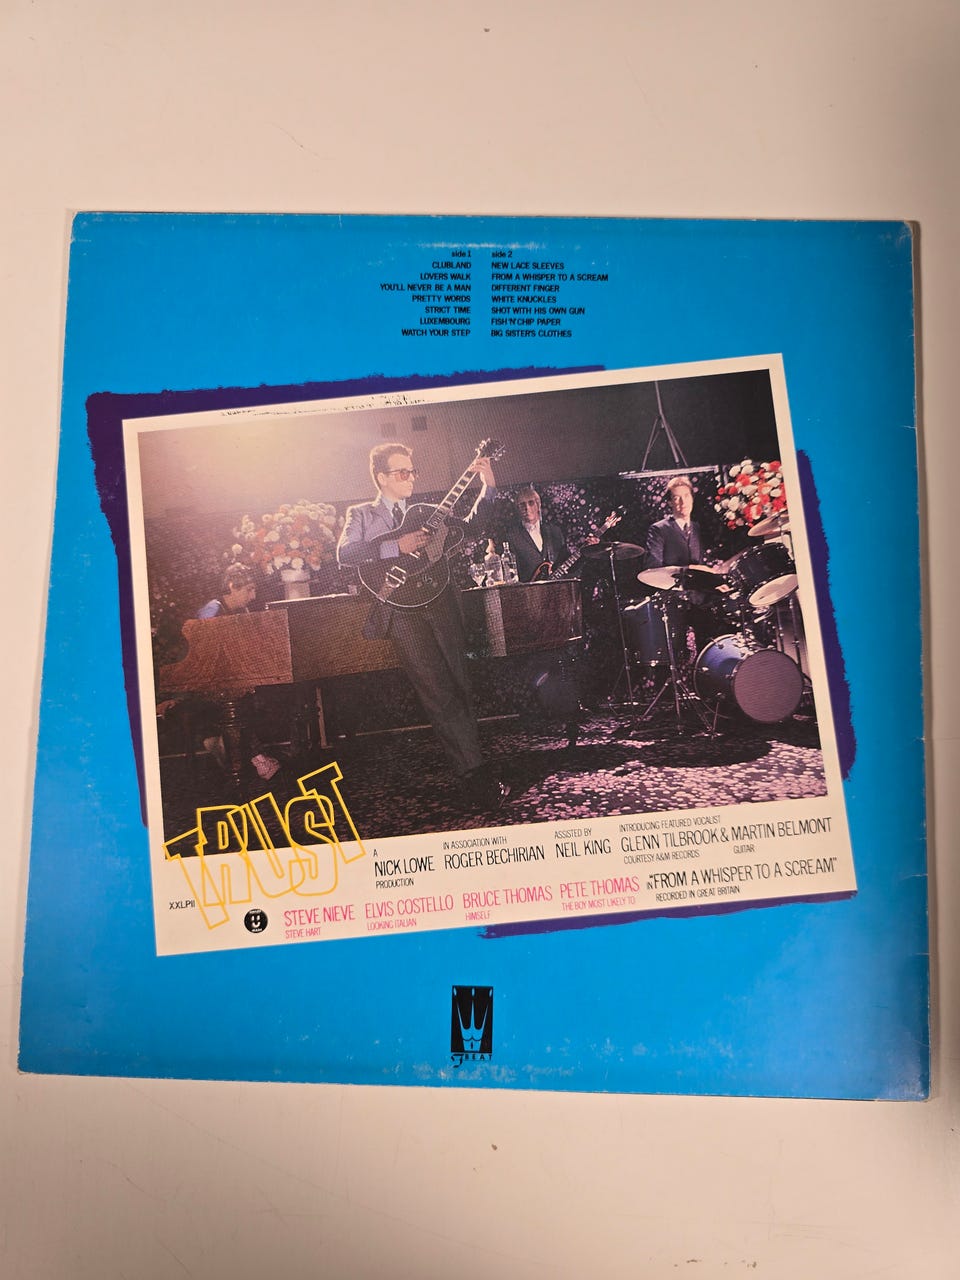 side 1
CLUBLAND
LOVERS WALK
YOU'LL NEVER BE A MAN
PRETTY WORDS
STRICT TIME
LUXEMBOURG
WATCH YOUR STEP
side 2
NEW LACE SLEEVES
FROM A WHISPER TO A SCREAM
DIFFERENT FINGER
WHITE KNUCKLES
SHOT WITH HIS OWN GUN
FISH 'N' CHIP PAPER
BIG SISTER'S CLOTHES
TRUST
XXLP11
A
NICK LOWE
PRODUCTION
IN ASSOCIATION WITH
ROGER BECHIRIAN
ASSISTED BY
NEIL KING
INTRODUCING FEATURED VOCALIST
GLENN TILBROOK & MARTIN BELMONT
COURTESY A&M RECORDS GUITAR
IN "FROM A WHISPER TO A SCREAM"
RECORDED IN GREAT BRITAIN
STEVE NIEVE
STEVE HART
ELVIS COSTELLO
LOOKING ITALIAN
BRUCE THOMAS
HIMSELF
PETE THOMAS
THE BOY MOST LIKELY TO
F BEAT